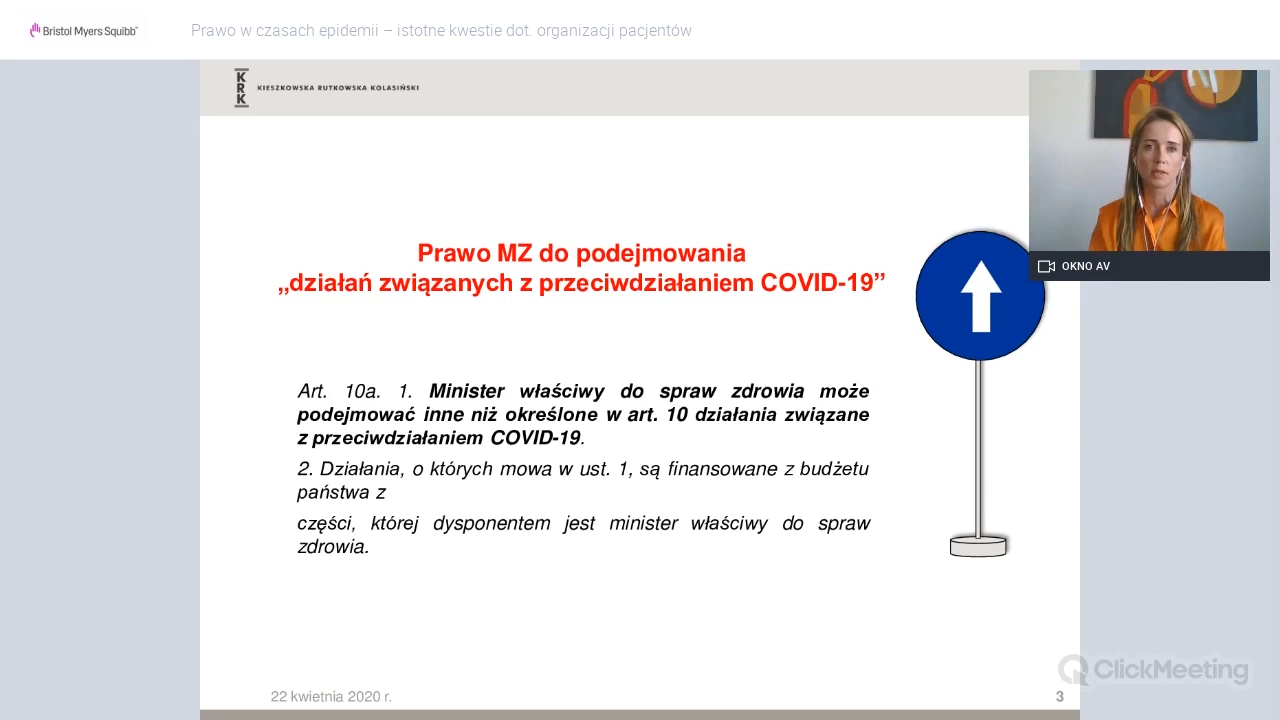 Bristol Myers Squibb™
Prawo w czasach epidemii – istotne kwestie dot. organizacji pacjentów
KRK
KIESZKOWSKA RUTKOWSKA KOLASIŃSKI
OKNO AV
Prawo MZ do podejmowania
„działań związanych z przeciwdziałaniem COVID-19”
Art. 10a. 1. Minister właściwy do spraw zdrowia może
podejmować inne niż określone w art. 10 działania związane
z przeciwdziałaniem COVID-19.
2. Działania, o których mowa w ust. 1, są finansowane z budżetu
państwa z
części, której dysponentem jest minister właściwy do spraw
zdrowia.
ClickMeeting
22 kwietnia 2020 r.
3